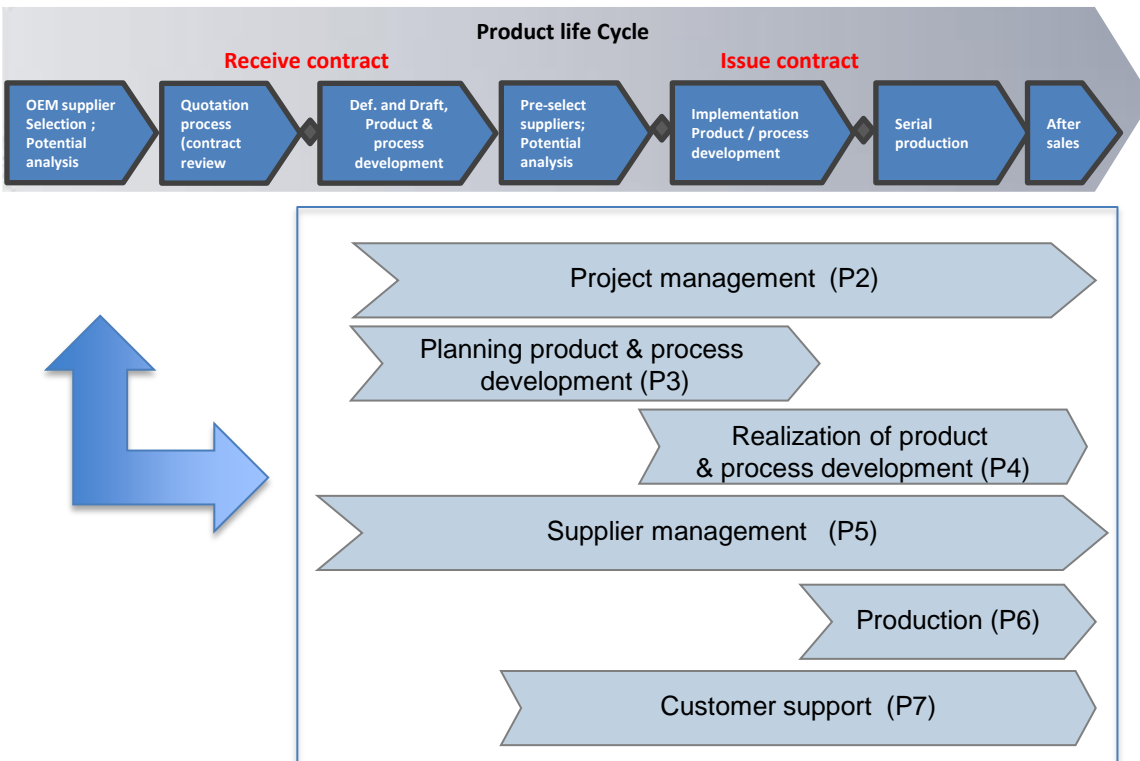 Product life Cycle
Receive contract
Issue contract
OEM supplier
Selection ;
Potential
analysis
Quotation
process
(contract
review
Def. and Draft,
Product &
process
development
Pre-select
suppliers;
Potential
analysis
Implementation
Product / process
development
Serial
production
After
sales
Project management (P2)
Planning product & process
development (P3)
Realization of product
& process development (P4)
Supplier management (P5)
Production (P6)
Customer support (P7)